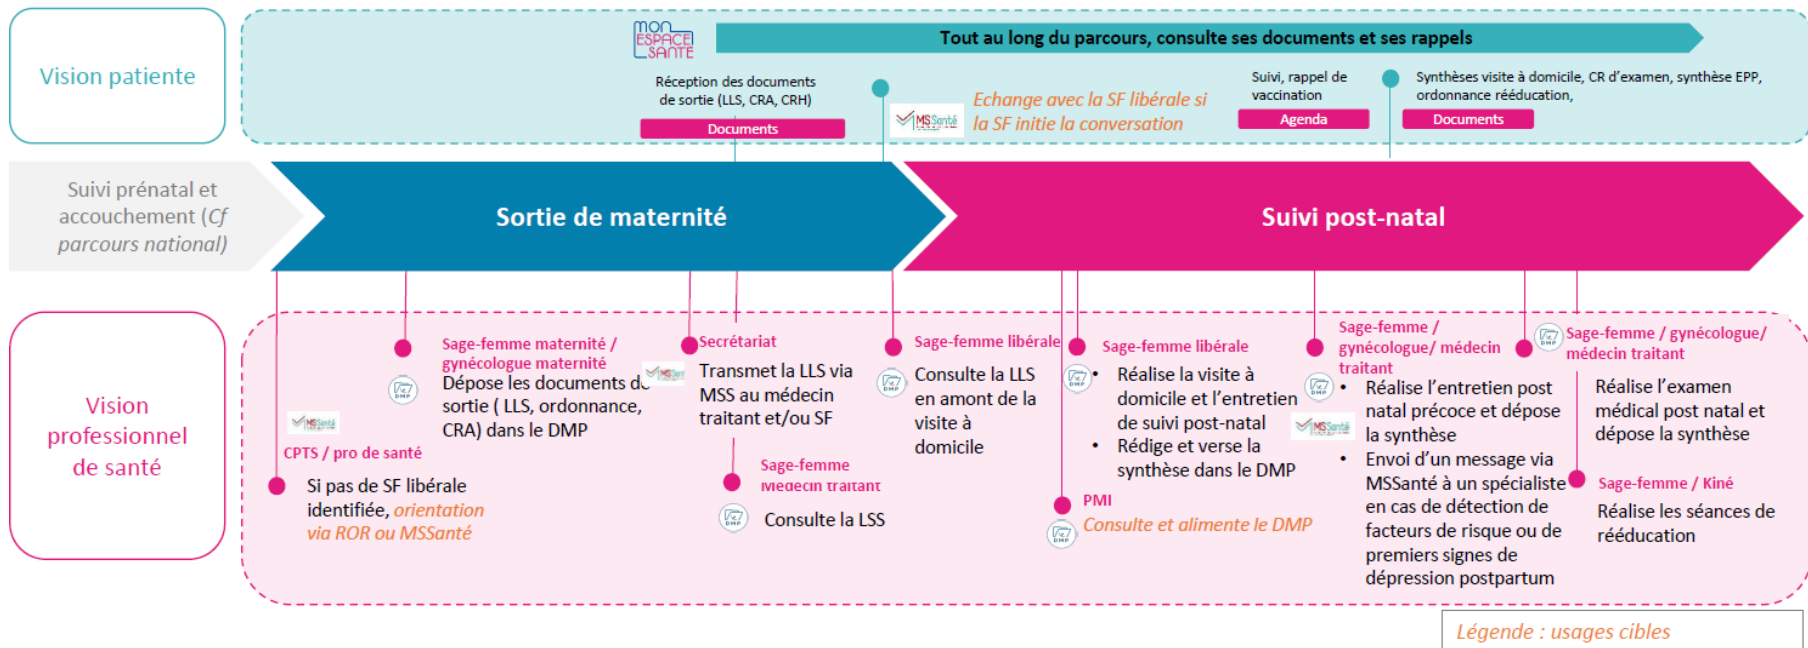 Vision patiente
MON
ESPACE
SANTÉ
Tout au long du parcours, consulte ses documents et ses rappels
Réception des documents
de sortie (LLS, CRA, CRH)
Documents
MSSanté
Echange avec la SF libérale si
la SF initie la conversation
Suivi, rappel de
vaccination
Agenda
Synthèses visite à domicile, CR d’examen, synthèse EPP,
ordonnance rééducation,
Documents
Suivi prénatal et
accouchement (Cf
parcours national)
Sortie de maternité
Suivi post-natal
Vision
professionnel
de santé
MSSanté
CPTS / pro de santé
Si pas de SF libérale
identifiée, orientation
via ROR ou MSSanté
DMP
Sage-femme maternité /
gynécologue maternité
Dépose les documents de
sortie ( LLS, ordonnance,
CRA) dans le DMP
MSSanté
Secrétariat
Transmet la LLS via
MSS au médecin
traitant et/ou SF
Sage-femme
Médecin traitant
DMP
Consulte la LSS
Sage-femme libérale
DMP
Consulte la LLS
en amont de la
visite à
domicile
Sage-femme libérale
DMP
• Réalise la visite à
domicile et l’entretien
de suivi post-natal
• Rédige et verse la
synthèse dans le DMP
PMI
DMP
Consulte et alimente le DMP
Sage-femme /
gynécologue/ médecin
traitant
DMP
MSSanté
• Réalise l’entretien post
natal précoce et dépose
la synthèse
• Envoi d’un message via
MSSanté à un spécialiste
en cas de détection de
facteurs de risque ou de
premiers signes de
dépression postpartum
DMP
Sage-femme / gynécologue/
médecin traitant
Réalise l’examen
médical post natal et
dépose la synthèse
Sage-femme / Kiné
Réalise les séances de
rééducation
Légende : usages cibles